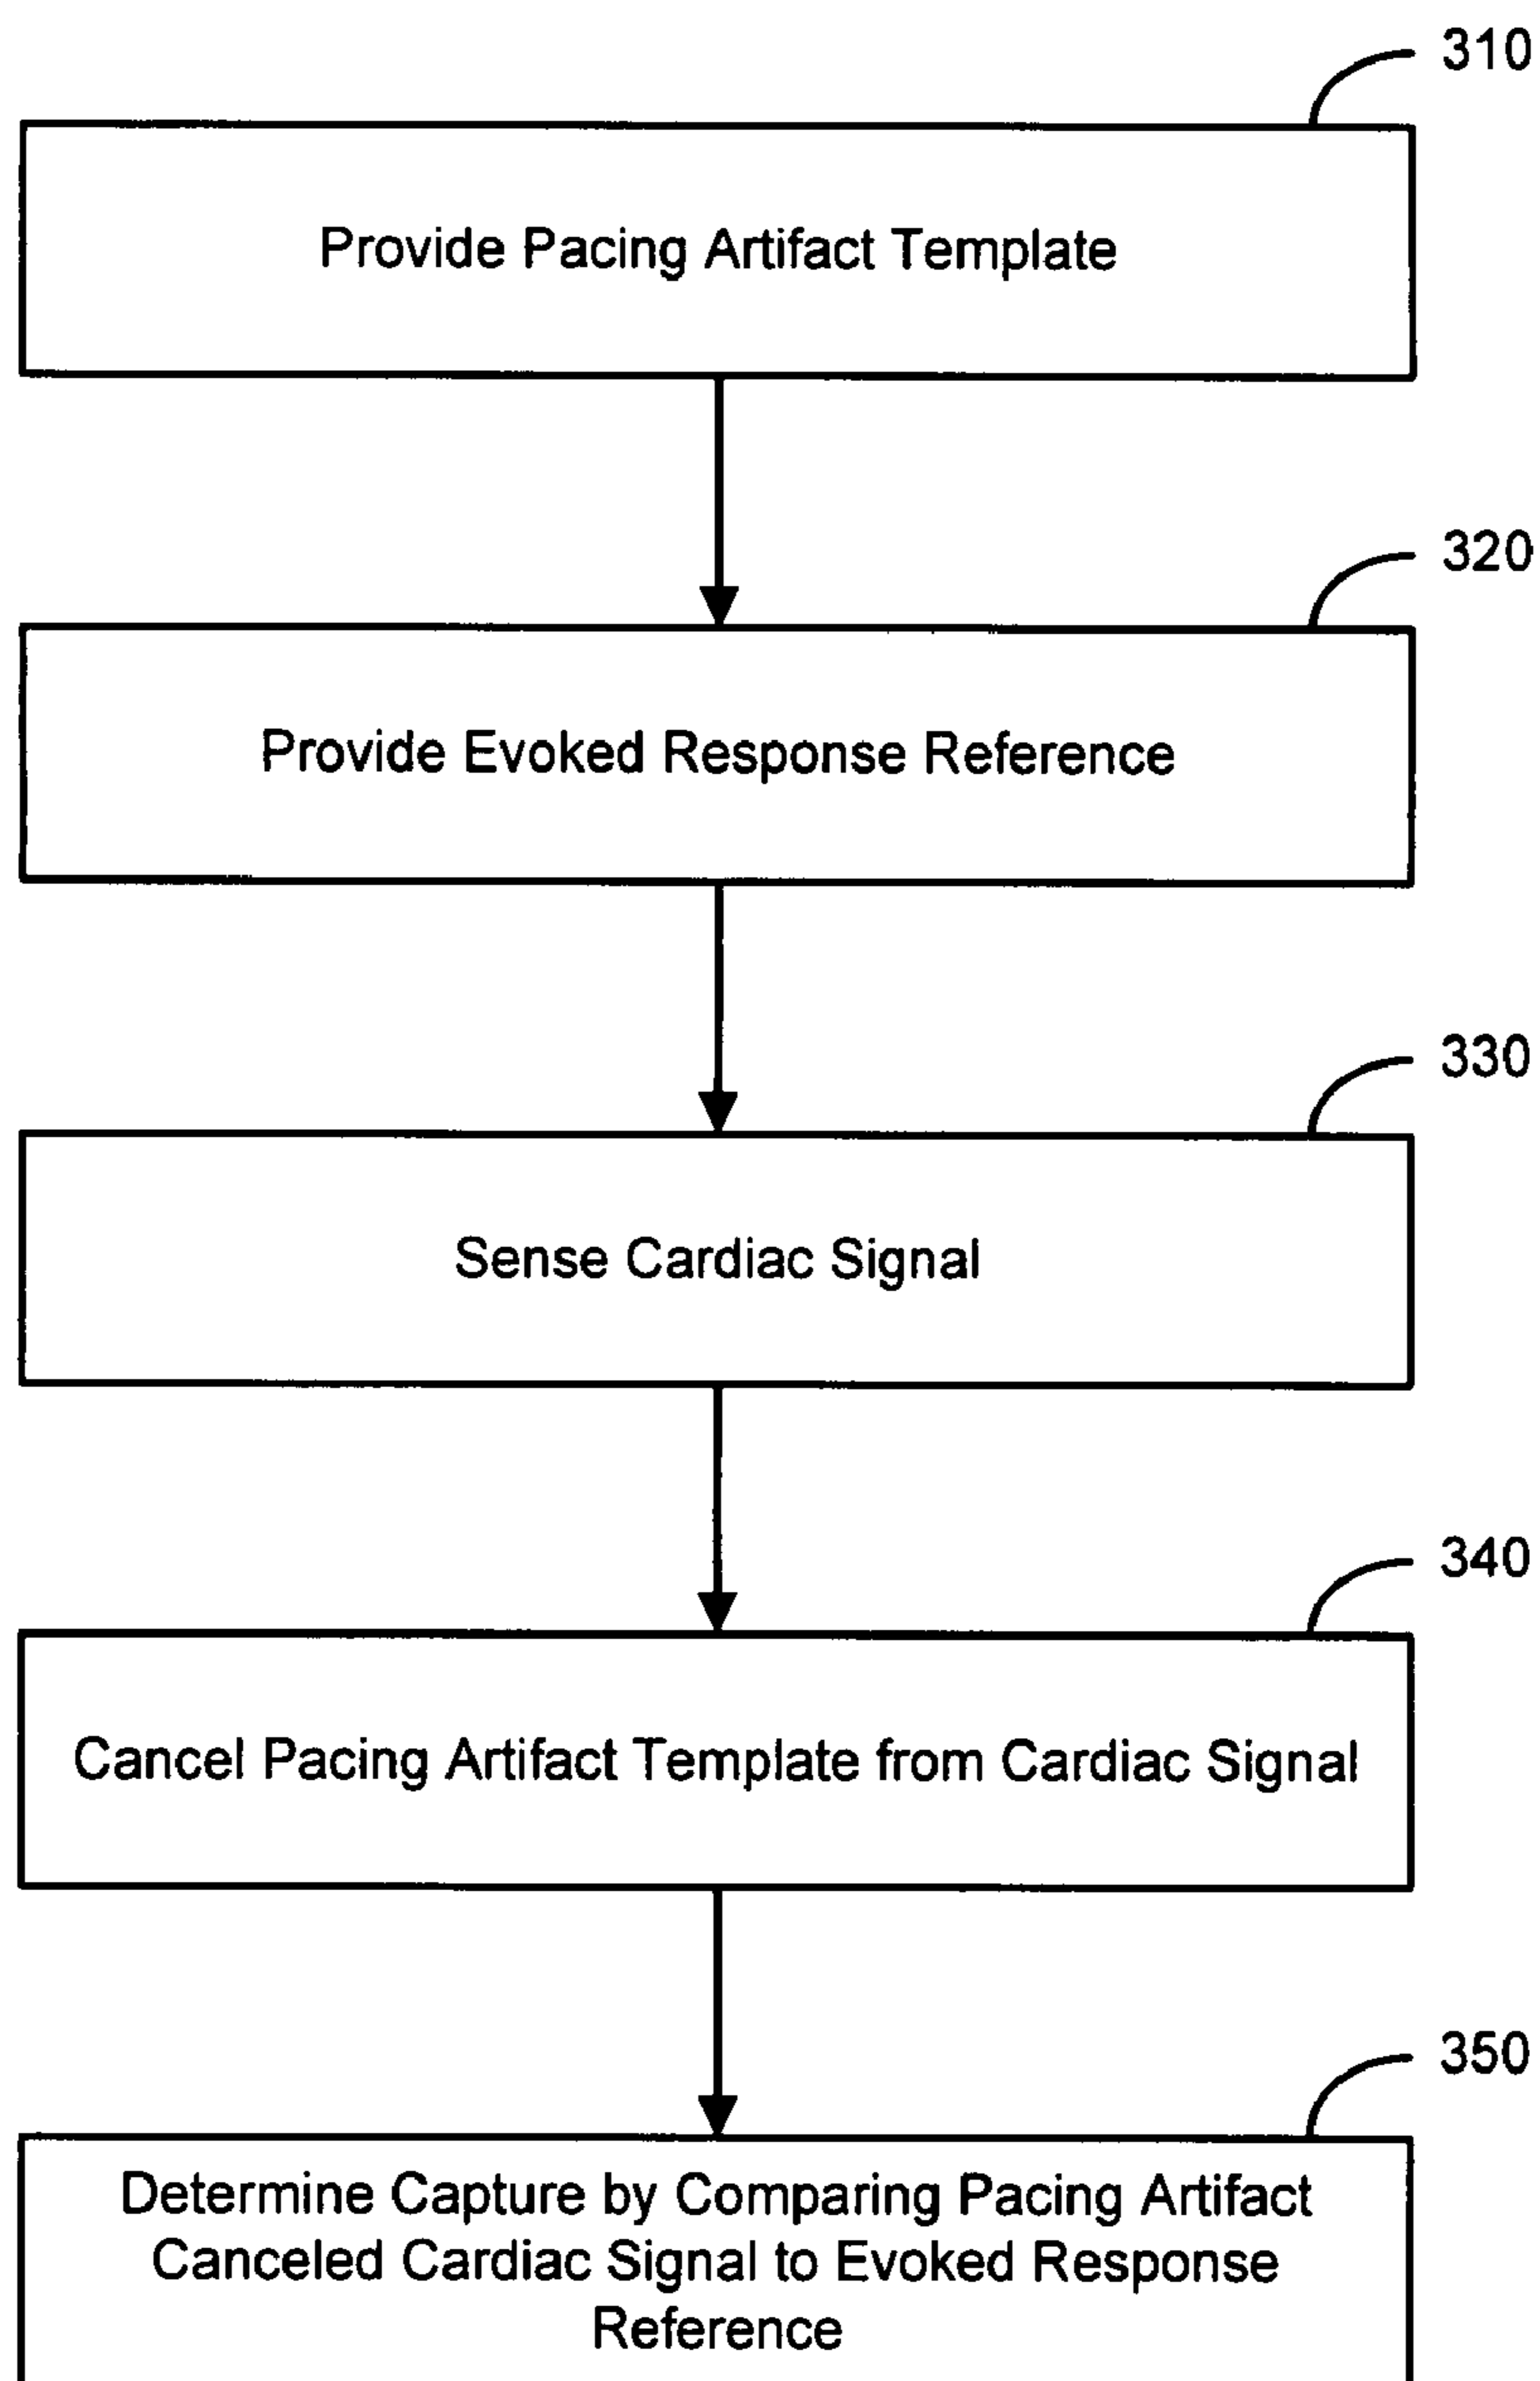 310
Provide Pacing Artifact Template
320
Provide Evoked Response Reference
330
Sense Cardiac Signal
340
Cancel Pacing Artifact Template from Cardiac Signal
350
Determine Capture by Comparing Pacing Artifact
Canceled Cardiac Signal to Evoked Response
Reference